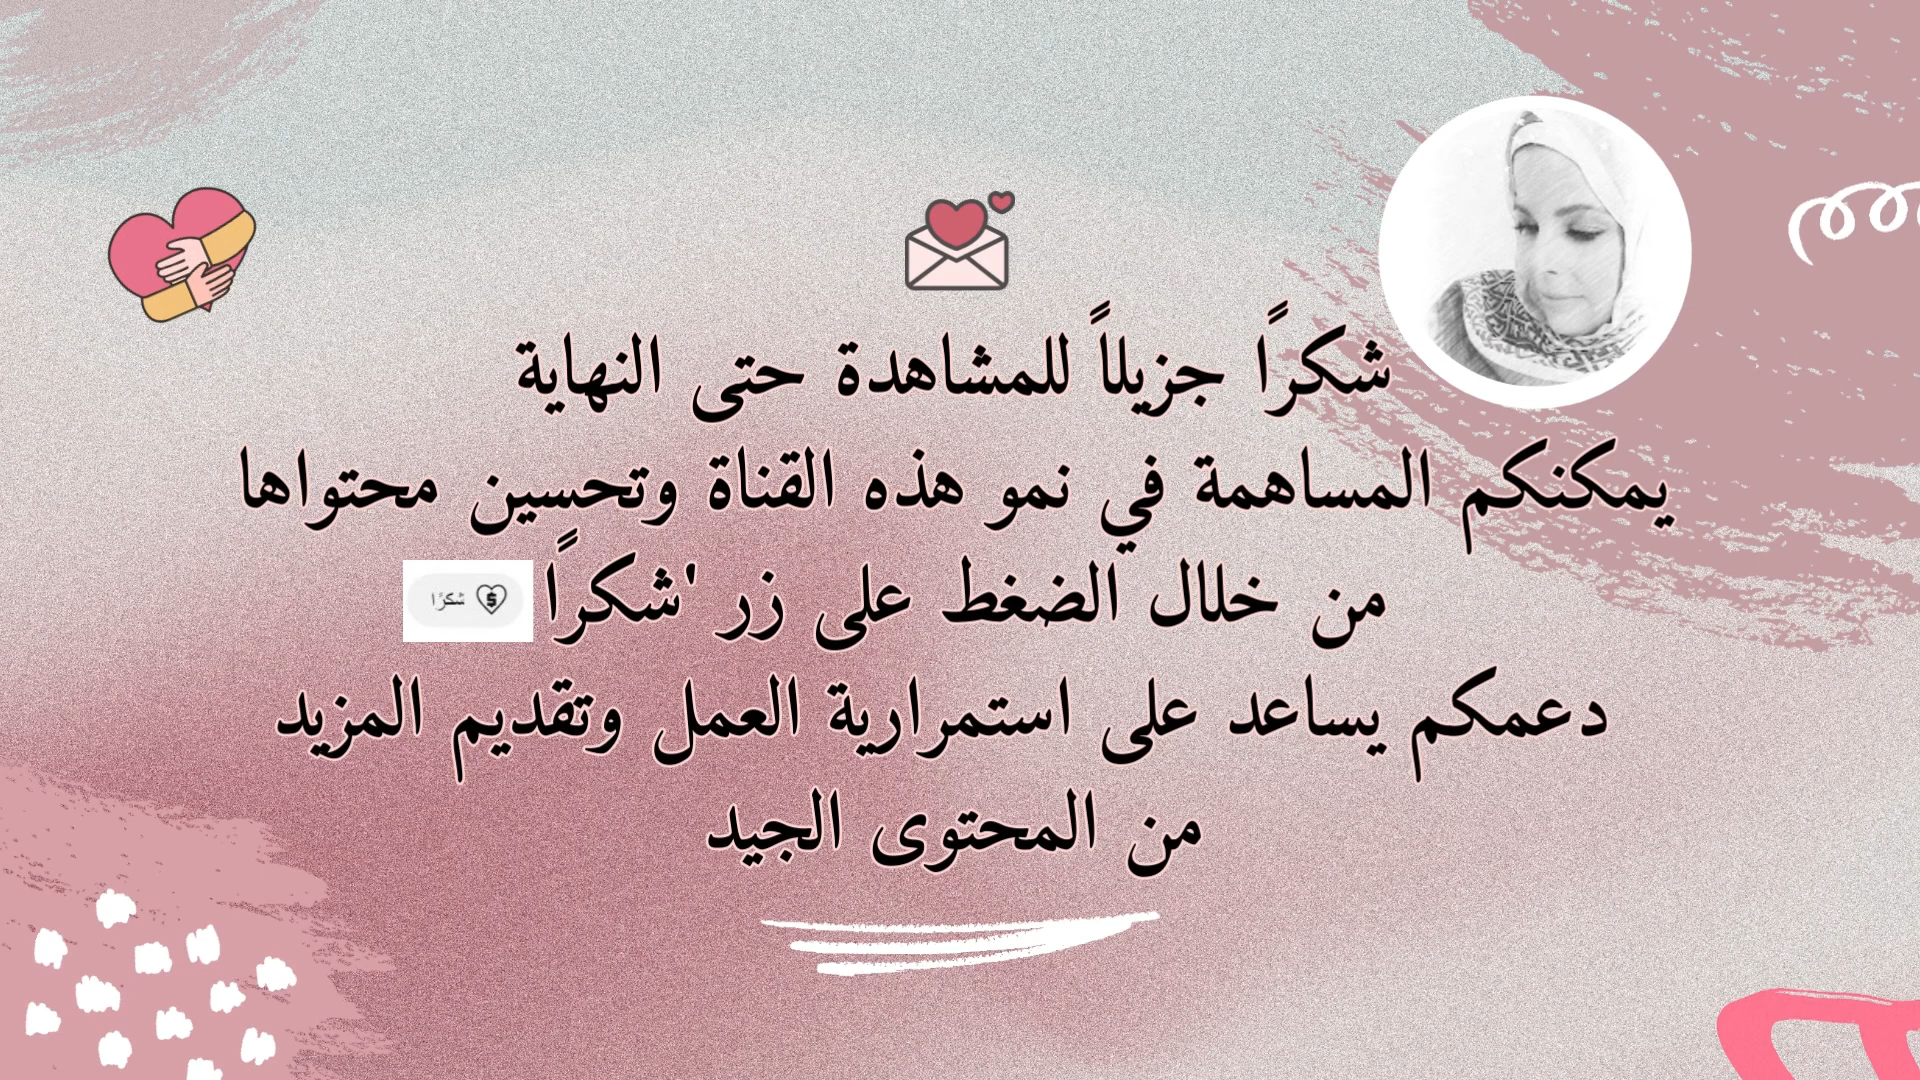 شكرًا جزيلاً للمشاهدة حتى النهاية
يمكنكم المساهمة في نمو هذه القناة وتحسين محتواها
من خلال الضغط على زر 'شكرًا
شكرًا
دعمكم يساعد على استمرارية العمل وتقديم المزيد
من المحتوى الجيد